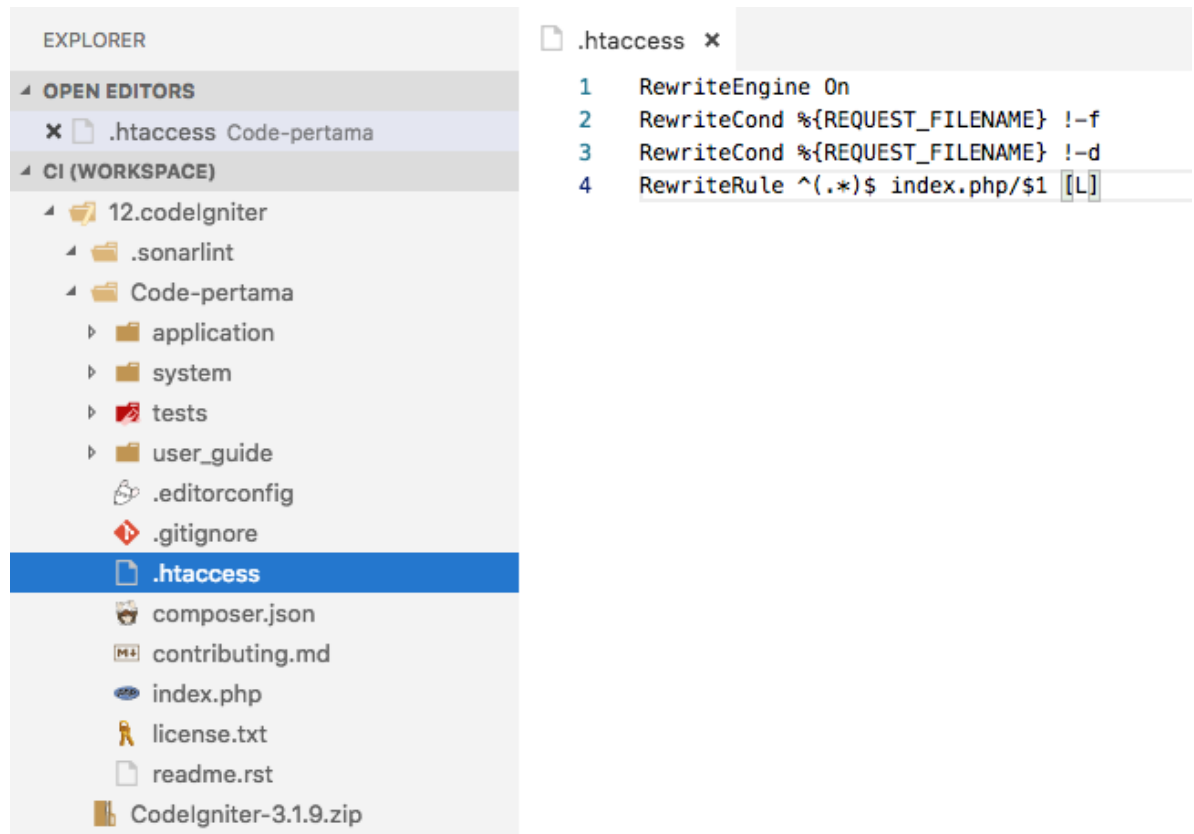 EXPLORER
OPEN EDITORS
.htaccess Code-pertama
CI (WORKSPACE)
12.codeIgniter
.sonarlint
Code-pertama
application
system
tests
user_guide
.editorconfig
.gitignore
.htaccess
composer.json
M↓ contributing.md
php index.php
license.txt
readme.rst
CodeIgniter-3.1.9.zip
.htaccess
1 RewriteEngine On
2 RewriteCond %{REQUEST_FILENAME} !-f
3 RewriteCond %{REQUEST_FILENAME} !-d
4 RewriteRule ^(.*)$ index.php/$1 [L]